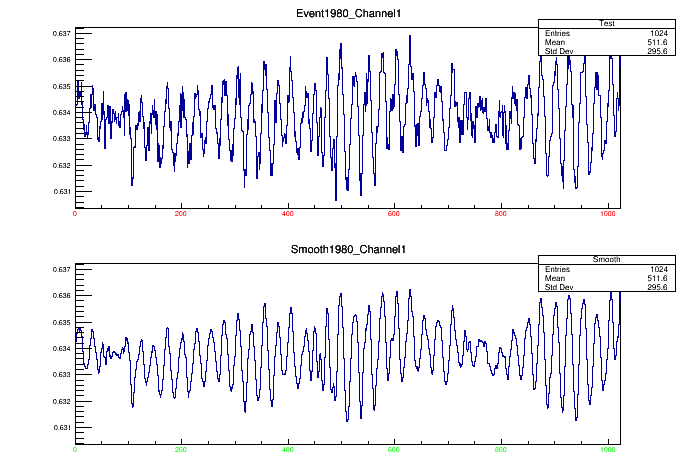 Event1980_Channel1
Test
Entries 1024
Mean 511.6
Std Dev 295.6
0.637
0.636
0.635
0.634
0.633
0.632
0.631
0 200 400 600 800 1000
Smooth1980_Channel1
Smooth
Entries 1024
Mean 511.6
Std Dev 295.6
0.637
0.636
0.635
0.634
0.633
0.632
0.631
0 200 400 600 800 1000